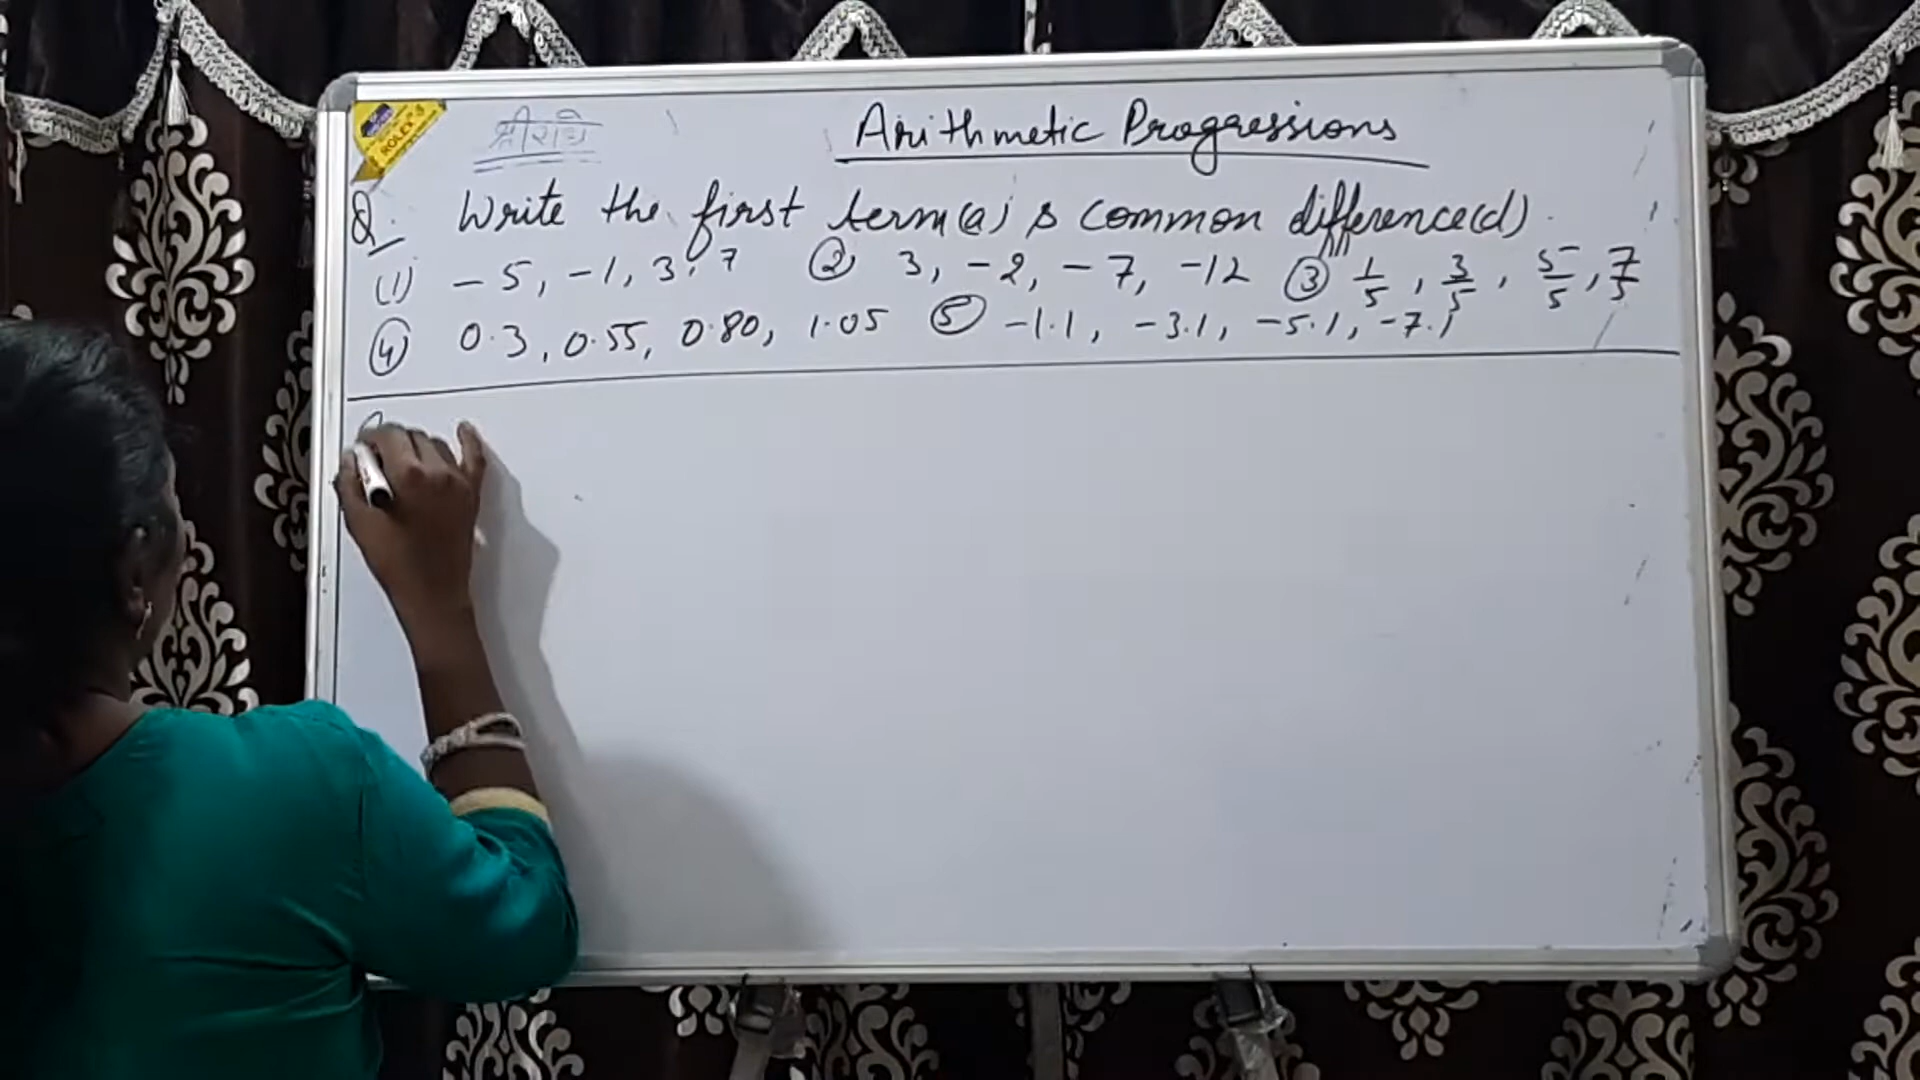 ROLEX
श्री राधे
Arithmetic Progressions
Q. Write the first term(a) & common difference(d).
(1) -5, -1, 3, 7 ② 3, -2, -7, -12 ③ 1/5, 3/5, 5/5, 7/5
④ 0.3, 0.55, 0.80, 1.05 ⑤ -1.1, -3.1, -5.1, -7.1